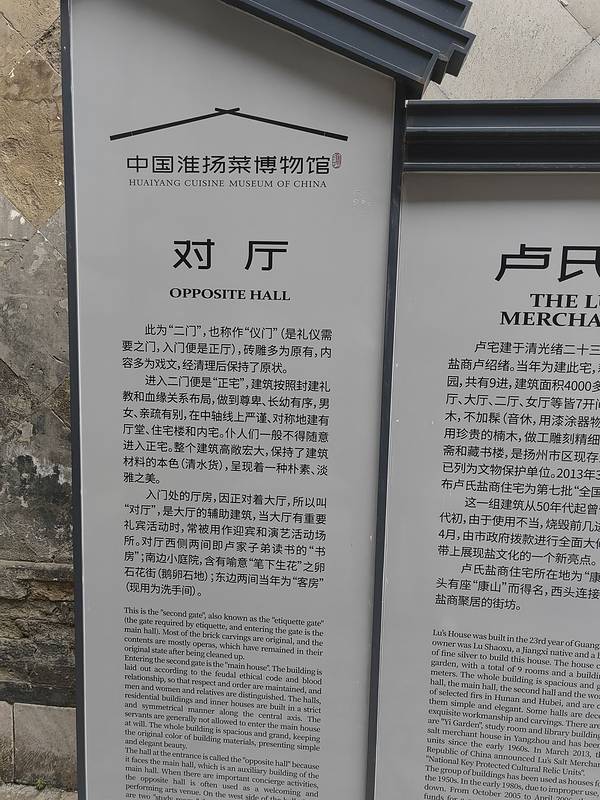 中国淮扬菜博物馆
HUAIYANG CUISINE MUSEUM OF CHINA
对 厅
OPPOSITE HALL
此为“二门”，也称作“仪门”（是礼仪需
要之门，入门便是正厅），砖雕多为原有，内
容多为戏文，经清理后保持了原状。
进入二门便是“正宅”，建筑按照封建礼
教和血缘关系布局，做到尊卑、长幼有序，男
女、亲疏有别，在中轴线上严谨、对称地建有
厅堂、住宅楼和内宅。仆人们一般不得随意
进入正宅。整个建筑高敞宏大，保持了建筑
材料的本色（清水货），呈现着一种朴素、淡
雅之美。
入门处的厅房，因正对着大厅，所以叫
“对厅”，是大厅的辅助建筑，当大厅有重要
礼宾活动时，常被用作迎宾和演艺活动场
所。对厅西侧两间即卢家子弟读书的“书
房”；南边小庭院，含有喻意“笔下生花”之卵
石花街（鹅卵石地）；东边两间当年为“客房”
（现用为洗手间）。
This is the "second gate", also known as the "etiquette gate"
(the gate required by etiquette, and entering the gate is the
main hall). Most of the brick carvings are original, and the
contents are mostly operas, which have remained in their
original state after being cleaned up.
Entering the second gate is the "main house". The building is
laid out according to the feudal ethical code and blood
relationship, so that respect and order are maintained, and
men and women and relatives are distinguished. The halls,
residential buildings and inner houses are built in a strict
and symmetrical manner along the central axis. The
servants are generally not allowed to enter the main house
at will. The whole building is spacious and grand, keeping
the original color of building materials, presenting simple
and elegant beauty.
The hall at the entrance is called the "opposite hall" because
it faces the main hall, which is an auxiliary building of the
main hall. When there are important concierge activities,
the opposite hall is often used as a welcoming and
performing arts venue. On the west side of the hall
卢氏
THE LU
MERCHA
卢宅建于清光绪二十三
盐商卢绍绪。当年为建此宅，
园，共有9进，建筑面积4000多
厅、大厅、二厅、女厅等皆7开间
木，不加髹（音休，用漆涂器物
用珍贵的楠木，做工雕刻精细
斋和藏书楼，是扬州市区现存
已列为文物保护单位。2013年3
布卢氏盐商住宅为第七批“全国
这一组建筑从50年代起曾
代初，由于使用不当，烧毁前几进
4月，由市政府拨款进行全面大修
带上展现盐文化的一个新亮点。
卢氏盐商住宅所在地为“康
头有座“康山”而得名，西头连接
盐商聚居的街坊。
Lu's House was built in the 23rd year of Guang
owner was Lu Shaoxu, a Jiangxi native and a
of fine silver to build this house. The house c
garden, with a total of 9 rooms and a buildin
meters. The whole building is spacious and g
hall, the main hall, the second hall and the wo
of selected firs in Hunan and Hubei, and are c
them simple and elegant. Some halls are deco
exquisite workmanship and carvings. There are
are "Yi Garden", study room and library building
salt merchant house in Yangzhou and has been
units since the early 1960s. In March 2013, th
Republic of China announced Lu's Salt Merchant
"National Key Protected Cultural Relic Units".
The group of buildings has been used as houses fo
the 1950s. In the early 1980s, due to improper use,
down. From October 2005 to April 2006, the